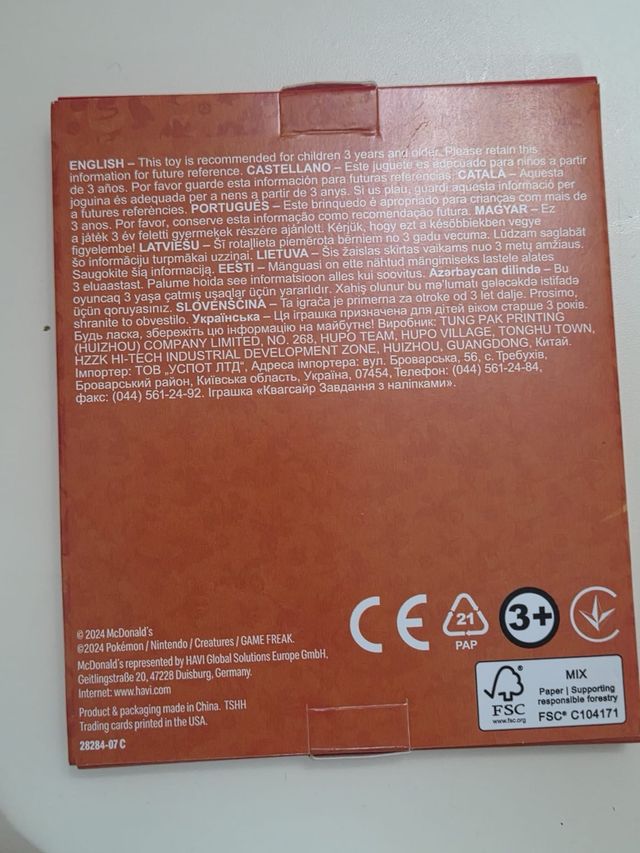 ENGLISH – This toy is recommended for children 3 years and older. Please retain this
information for future reference. CASTELLANO – Este juguete es adecuado para niños a partir
de 3 años. Por favor guarde esta información para futuras referencias. CATALÀ – Aquesta
joguina és adequada per a nens a partir de 3 anys. Si us plau, guardi aquesta informació per
a futures referències. PORTUGUÊS – Este brinquedo é apropriado para crianças com mais de
3 anos. Por favor, conserve esta informação como recomendação futura. MAGYAR – Ez
a játék 3 év feletti gyermekek részére ajánlott. Kérjük, hogy ezt a későbbiekben vegye
figyelembe! LATVIEŠU – Šī rotaļlieta piemērota bērniem no 3 gadu vecuma. Lūdzam saglabāt
šo informāciju turpmākai uzziņai. LIETUVA – Šis žaislas skirtas vaikams nuo 3 metų amžiaus.
Saugokite šią informaciją. EESTI – Mänguasi on ette nähtud mängimiseks lastele alates
3 eluaastast. Palume hoida see informatsioon alles kui soovitus. Azərbaycan dilində – Bu
oyuncaq 3 yaşa çatmış uşaqlar üçün yararlıdır. Xahiş olunur bu mə'lumatı gələcəkdə istifadə
üçün qoruyasınız. SLOVENŠČINA – Ta igrača je primerna za otroke od 3 let dalje. Prosimo,
shranite to obvestilo. Українська – Ця іграшка призначена для дітей віком старше 3 років.
Будь ласка, збережіть цю інформацію на майбутнє! Виробник: TUNG PAK PRINTING
(HUIZHOU) COMPANY LIMITED, NO. 268, HUPO TEAM, HUPO VILLAGE, TONGHU TOWN,
HZZK HI-TECH INDUSTRIAL DEVELOPMENT ZONE, HUIZHOU, GUANGDONG, Китай.
Імпортер: ТОВ „УСПОТ ЛТД", Адреса імпортера: вул. Броварська, 56, с. Требухів,
Броварський район, Київська область, Україна, 07454, Телефон: (044) 561-24-84,
факс: (044) 561-24-92. Іграшка «Квагсайр Завдання з наліпками».
CE
21
PAP
3+
© 2024 McDonald's
©2024 Pokémon / Nintendo / Creatures / GAME FREAK.
McDonald's represented by HAVI Global Solutions Europe GmbH,
Geitlingstraße 20, 47228 Duisburg, Germany.
Internet: www.havi.com
Product & packaging made in China. TSHH
Trading cards printed in the USA.
28284-07 C
FSC
www.fsc.org
MIX
Paper | Supporting
responsible forestry
FSC® C104171